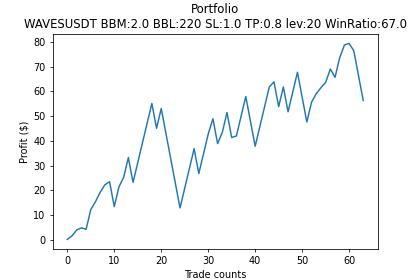 Portfolio
WAVESUSDT BBM:2.0 BBL:220 SL:1.0 TP:0.8 lev:20 WinRatio:67.0
80
70
60
50
40
30
20
10
0
Profit ($)
0 10 20 30 40 50 60
Trade counts